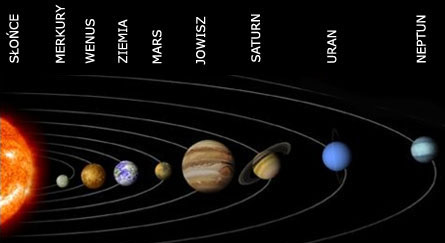 SŁOŃCE
MERKURY
WENUS
ZIEMIA
MARS
JOWISZ
SATURN
URAN
NEPTUN